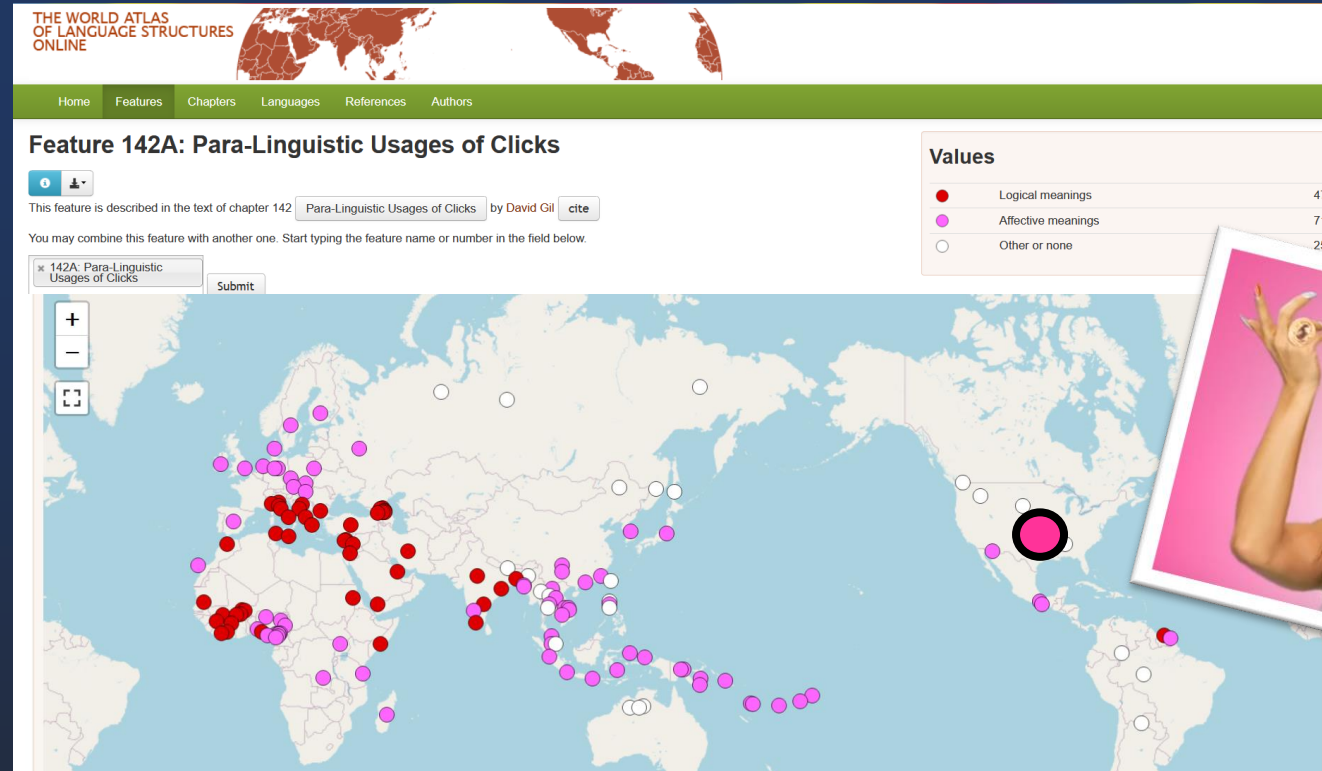 THE WORLD ATLAS
OF LANGUAGE STRUCTURES
ONLINE
Home Features Chapters Languages References Authors
Feature 142A: Para-Linguistic Usages of Clicks
This feature is described in the text of chapter 142 Para-Linguistic Usages of Clicks by David Gil cite
You may combine this feature with another one. Start typing the feature name or number in the field below.
× 142A: Para-Linguistic
Usages of Clicks
Submit
+
−
Values
Logical meanings
Affective meanings
Other or none